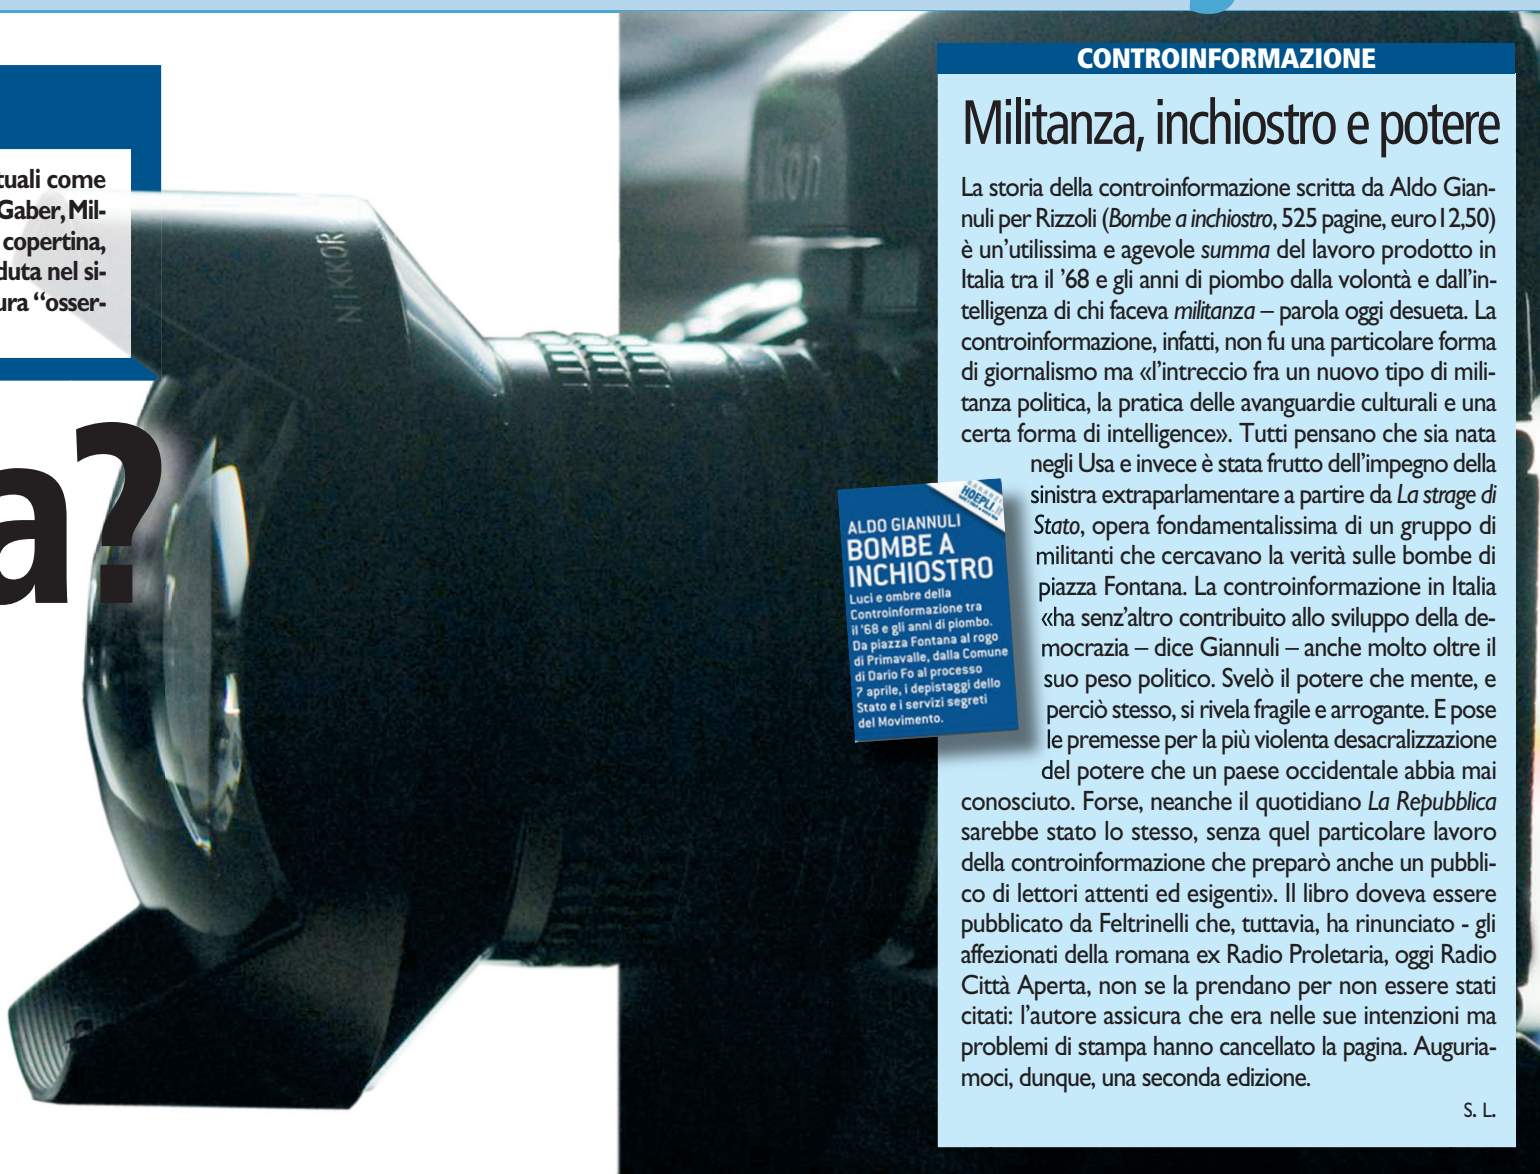 tuali come
Gaber, Mil-
copertina,
duta nel si-
ura “osser-
a?
NIKKOR
Nikon
CONTROINFORMAZIONE
Militanza, inchiostro e potere
La storia della controinformazione scritta da Aldo Gian-
nuli per Rizzoli (Bombe a inchiostro, 525 pagine, euro12,50)
è un'utilissima e agevole summa del lavoro prodotto in
Italia tra il '68 e gli anni di piombo dalla volontà e dall'in-
telligenza di chi faceva militanza – parola oggi desueta. La
controinformazione, infatti, non fu una particolare forma
di giornalismo ma «l'intreccio fra un nuovo tipo di mili-
tanza politica, la pratica delle avanguardie culturali e una
certa forma di intelligence». Tutti pensano che sia nata
negli Usa e invece è stata frutto dell'impegno della
sinistra extraparlamentare a partire da La strage di
Stato, opera fondamentalissima di un gruppo di
militanti che cercavano la verità sulle bombe di
piazza Fontana. La controinformazione in Italia
«ha senz'altro contribuito allo sviluppo della de-
mocrazia – dice Giannuli – anche molto oltre il
suo peso politico. Svelò il potere che mente, e
perciò stesso, si rivela fragile e arrogante. E pose
le premesse per la più violenta desacralizzazione
del potere che un paese occidentale abbia mai
conosciuto. Forse, neanche il quotidiano La Repubblica
sarebbe stato lo stesso, senza quel particolare lavoro
della controinformazione che preparò anche un pubbli-
co di lettori attenti ed esigenti». Il libro doveva essere
pubblicato da Feltrinelli che, tuttavia, ha rinunciato - gli
affezionati della romana ex Radio Proletaria, oggi Radio
Città Aperta, non se la prendano per non essere stati
citati: l'autore assicura che era nelle sue intenzioni ma
problemi di stampa hanno cancellato la pagina. Auguria-
moci, dunque, una seconda edizione.
S. L.
HOEPLI.it
ALDO GIANNULI
BOMBE A
INCHIOSTRO
Luci e ombre della
Controinformazione tra
il '68 e gli anni di piombo.
Da piazza Fontana al rogo
di Primavalle, dalla Comune
di Dario Fo al processo
7 aprile, i depistaggi dello
Stato e i servizi segreti
del Movimento.